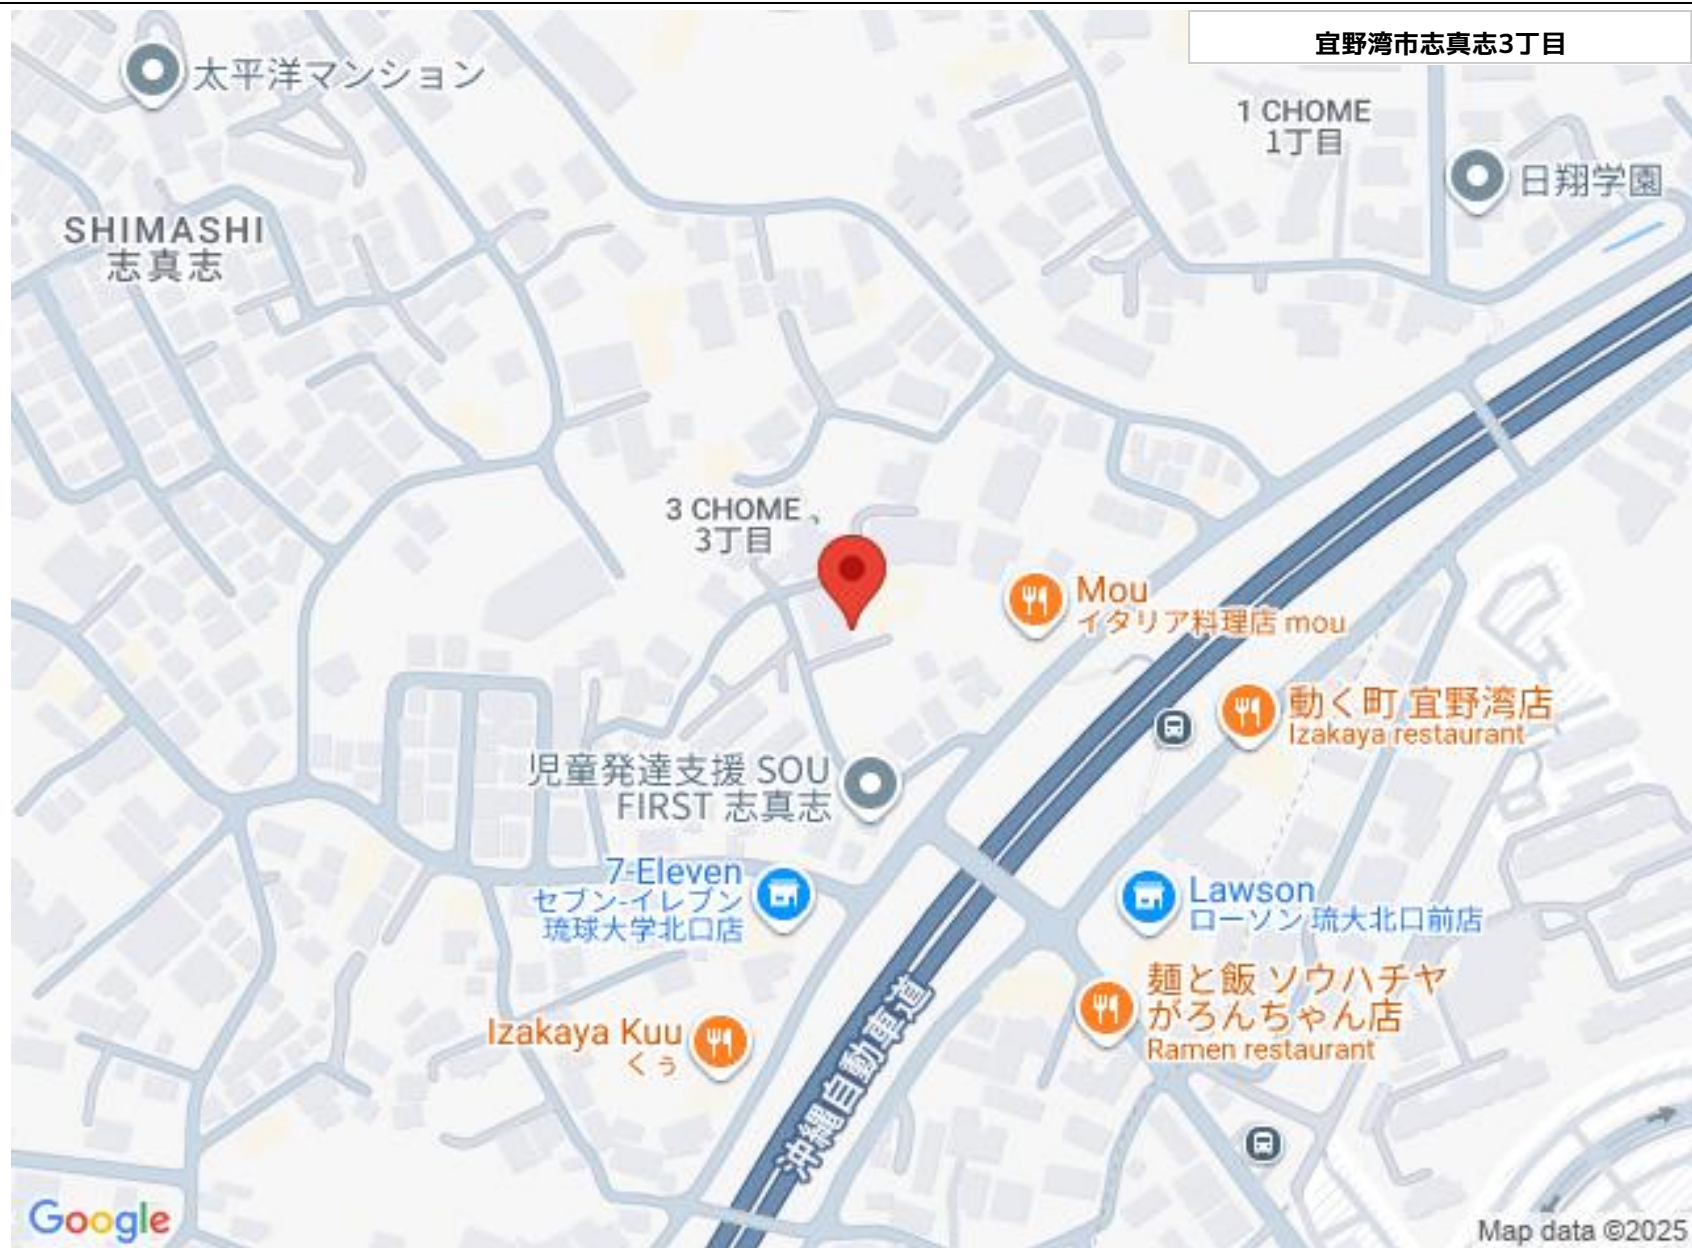 宜野湾市志真志3丁目
太平洋マンション
1 CHOME
1丁目
日翔学園
SHIMASHI
志真志
3 CHOME
3丁目
Mou
イタリア料理店 mou
動く町 宜野湾店
Izakaya restaurant
児童発達支援 SOU
FIRST 志真志
7-Eleven
セブン-イレブン
琉球大学北口店
Lawson
ローソン 琉大北口前店
麺と飯 ソウハチヤ
がろんちゃん店
Ramen restaurant
Izakaya Kuu
くぅ
沖縄自動車道
Google
Map data ©2025